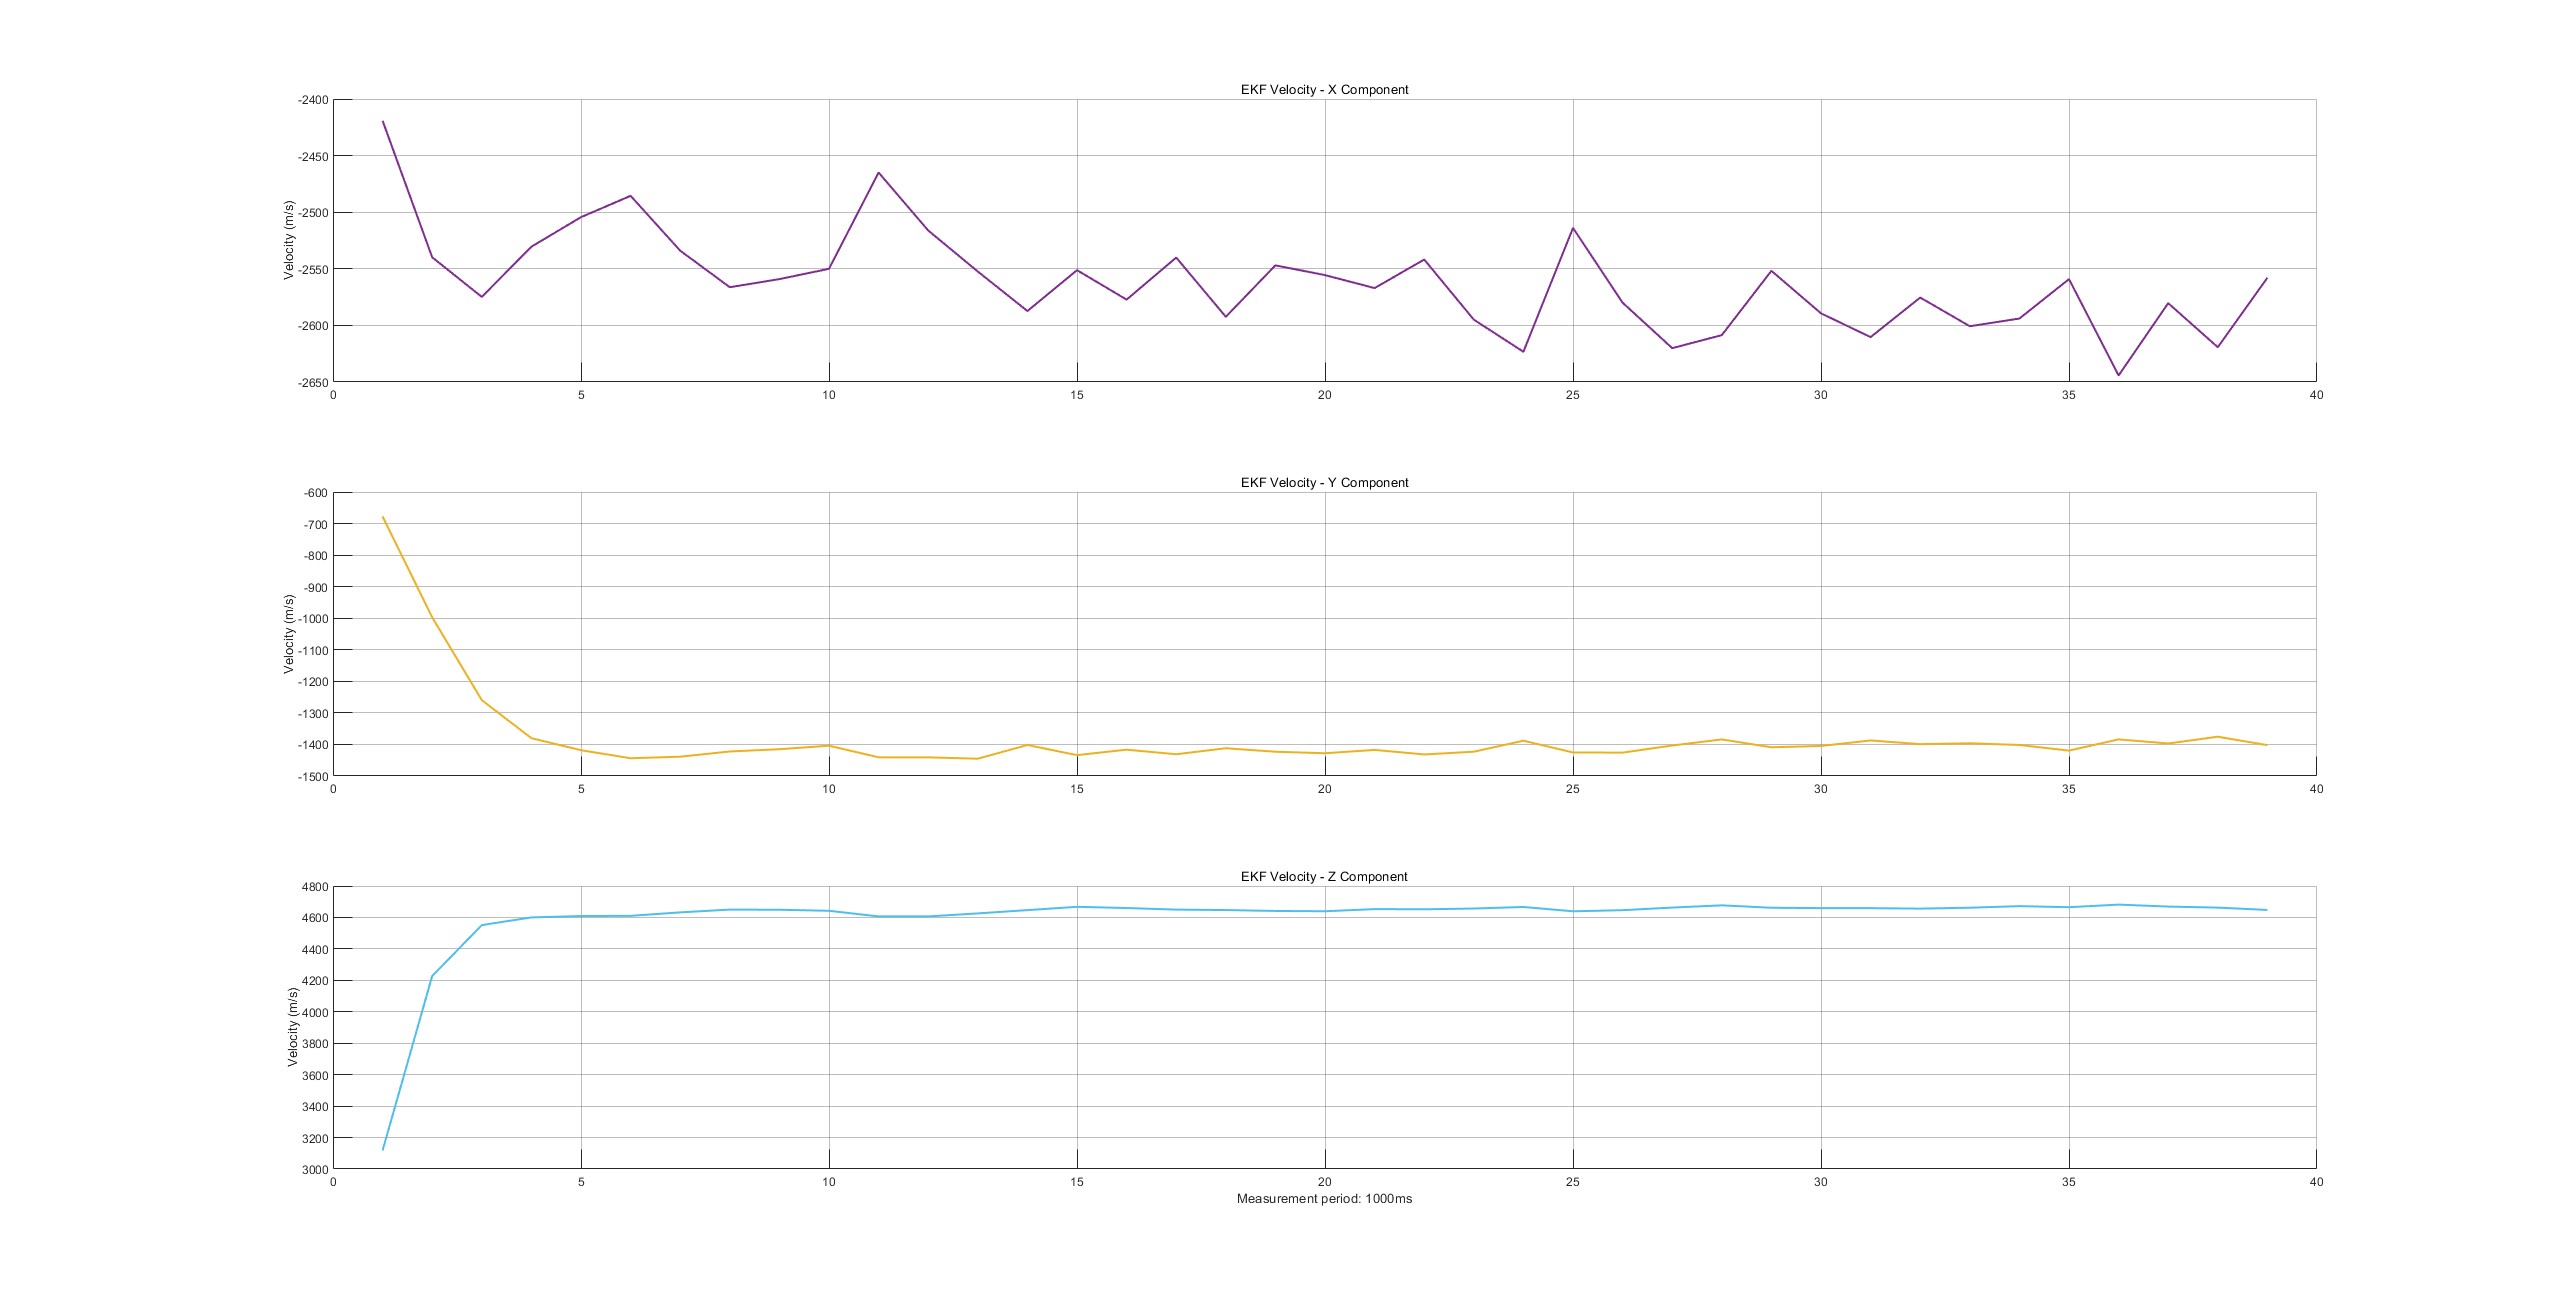 EKF Velocity - X Component
Velocity (m/s)
-2400
-2450
-2500
-2550
-2600
-2650
0 5 10 15 20 25 30 35 40
EKF Velocity - Y Component
Velocity (m/s)
-600
-700
-800
-900
-1000
-1100
-1200
-1300
-1400
-1500
0 5 10 15 20 25 30 35 40
EKF Velocity - Z Component
Velocity (m/s)
4800
4600
4400
4200
4000
3800
3600
3400
3200
3000
0 5 10 15 20 25 30 35 40
Measurement period: 1000ms